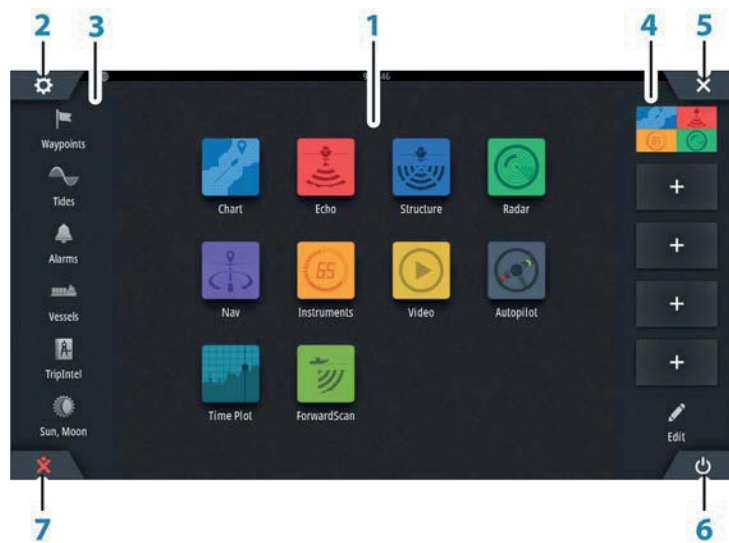 2
3
1
4
5
Waypoints
Tides
Alarms
Vessels
TripIntel
Sun, Moon
Chart
Echo
Structure
Radar
Nav
65
Instruments
Video
Autopilot
Time Plot
ForwardScan
65
+
+
+
+
Edit
7
6